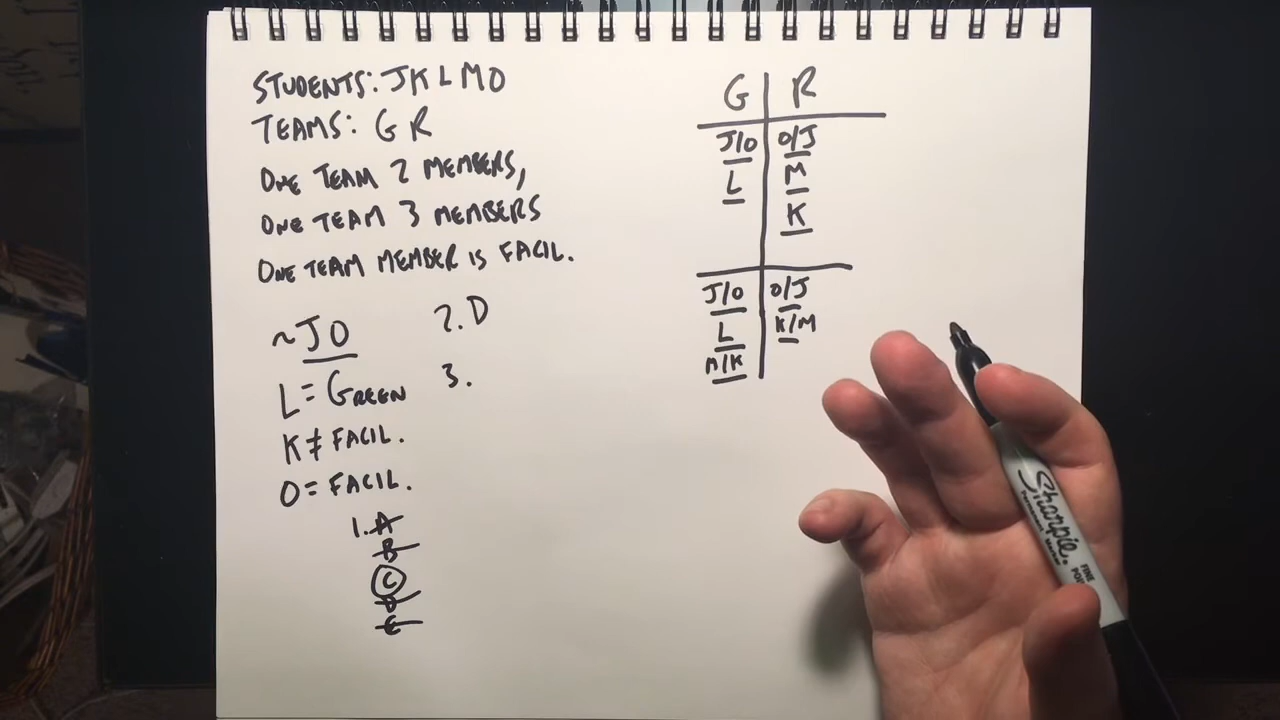 STUDENTS: J K L M O
TEAMS: G R
ONE TEAM 2 MEMBERS,
ONE TEAM 3 MEMBERS
ONE TEAM MEMBER IS FACIL.
~JO
L = GREEN
K ≠ FACIL.
O = FACIL.
1. A
B
C
D
E
2. D
3.
G R
J/O O/J
L M
K
J/O O/J
L K/M
M/K
Sharpie.
FINE